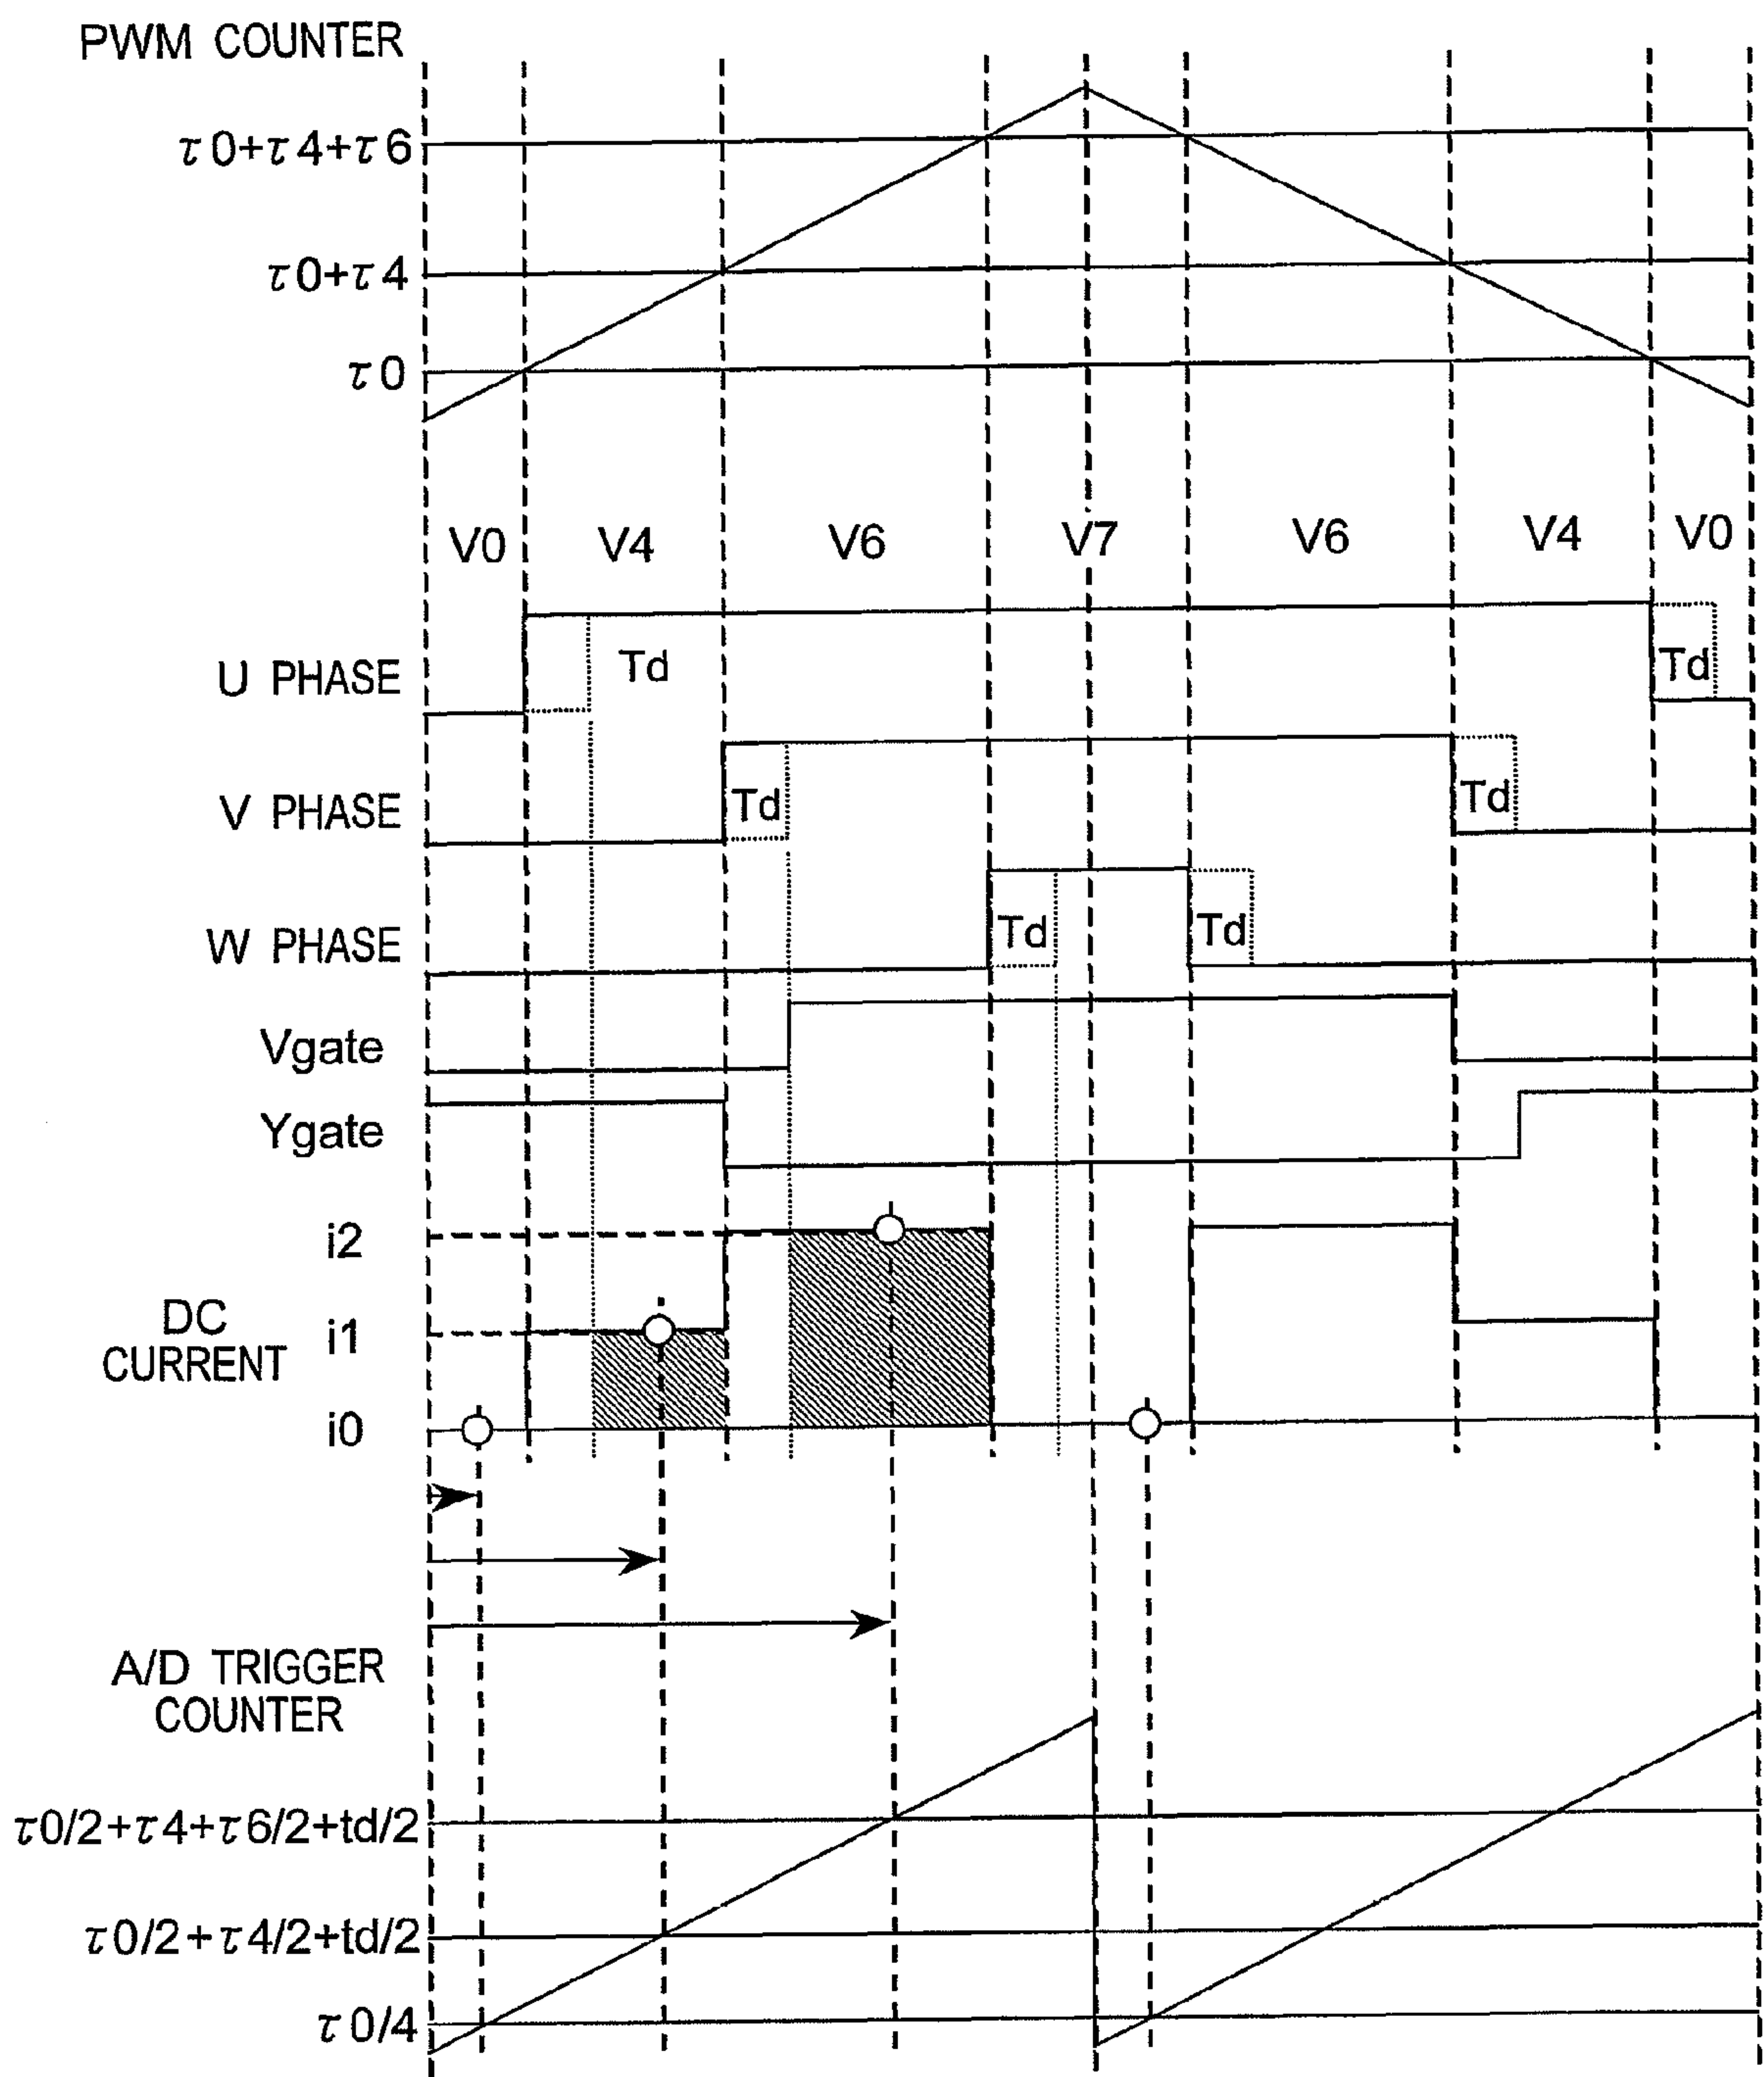 PWM COUNTER
τ0+τ4+τ6
τ0+τ4
τ0
V0 V4 V6 V7 V6 V4 V0
U PHASE Td Td
V PHASE Td Td
W PHASE Td Td
Vgate
Ygate
i2
DC
CURRENT
i1
i0
A/D TRIGGER
COUNTER
τ0/2+τ4+τ6/2+td/2
τ0/2+τ4/2+td/2
τ0/4